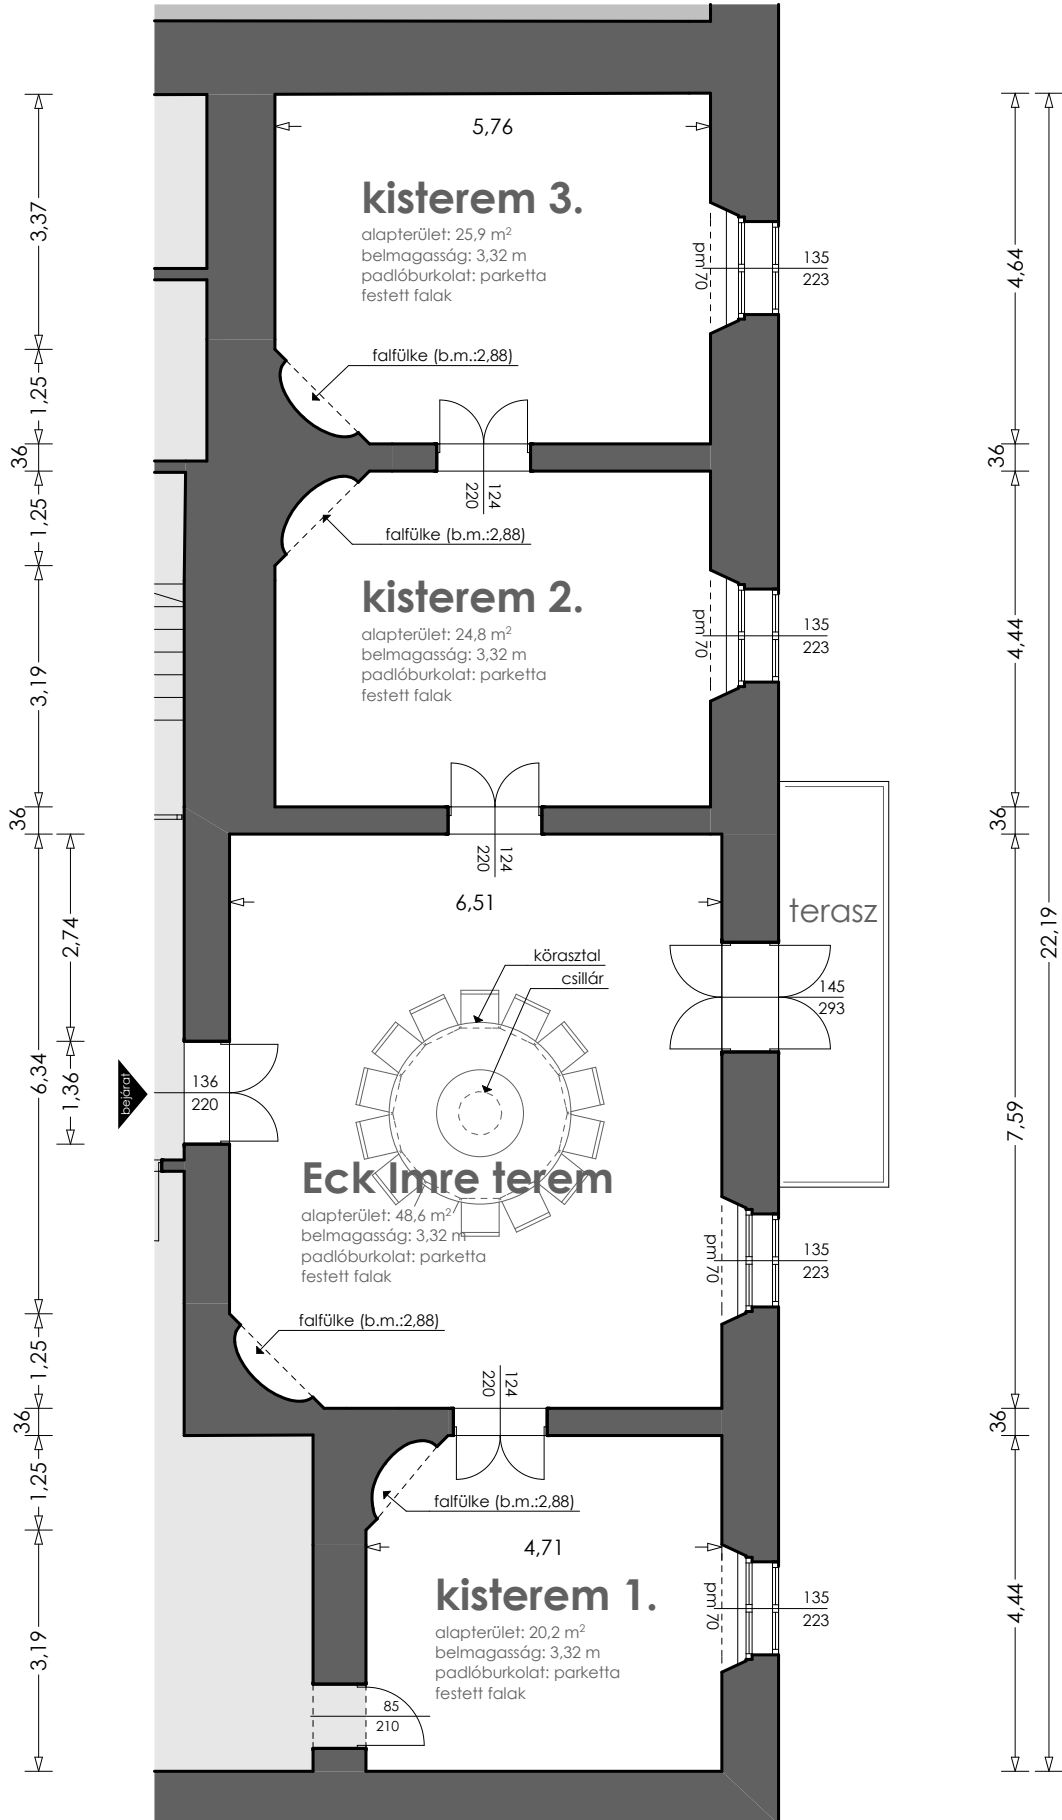 5,76
kisterem 3.
alapterület: 25,9 m²
belmagasság: 3,32 m
padlóburkolat: parketta
festett falak
pm 70
135
223
falfülke (b.m.:2,88)
124
220
falfülke (b.m.:2,88)
kisterem 2.
alapterület: 24,8 m²
belmagasság: 3,32 m
padlóburkolat: parketta
festett falak
pm 70
135
223
124
220
6,51
terasz
körasztal
csillár
145
293
bejárat
136
220
Eck Imre terem
alapterület: 48,6 m²
belmagasság: 3,32 m
padlóburkolat: parketta
festett falak
pm 70
135
223
falfülke (b.m.:2,88)
124
220
falfülke (b.m.:2,88)
4,71
kisterem 1.
alapterület: 20,2 m²
belmagasság: 3,32 m
padlóburkolat: parketta
festett falak
pm 70
135
223
85
210
3,37
1,25
36
1,25
3,19
36
6,34
2,74
1,36
1,25
36
1,25
3,19
4,64
36
4,44
36
7,59
36
4,44
22,19